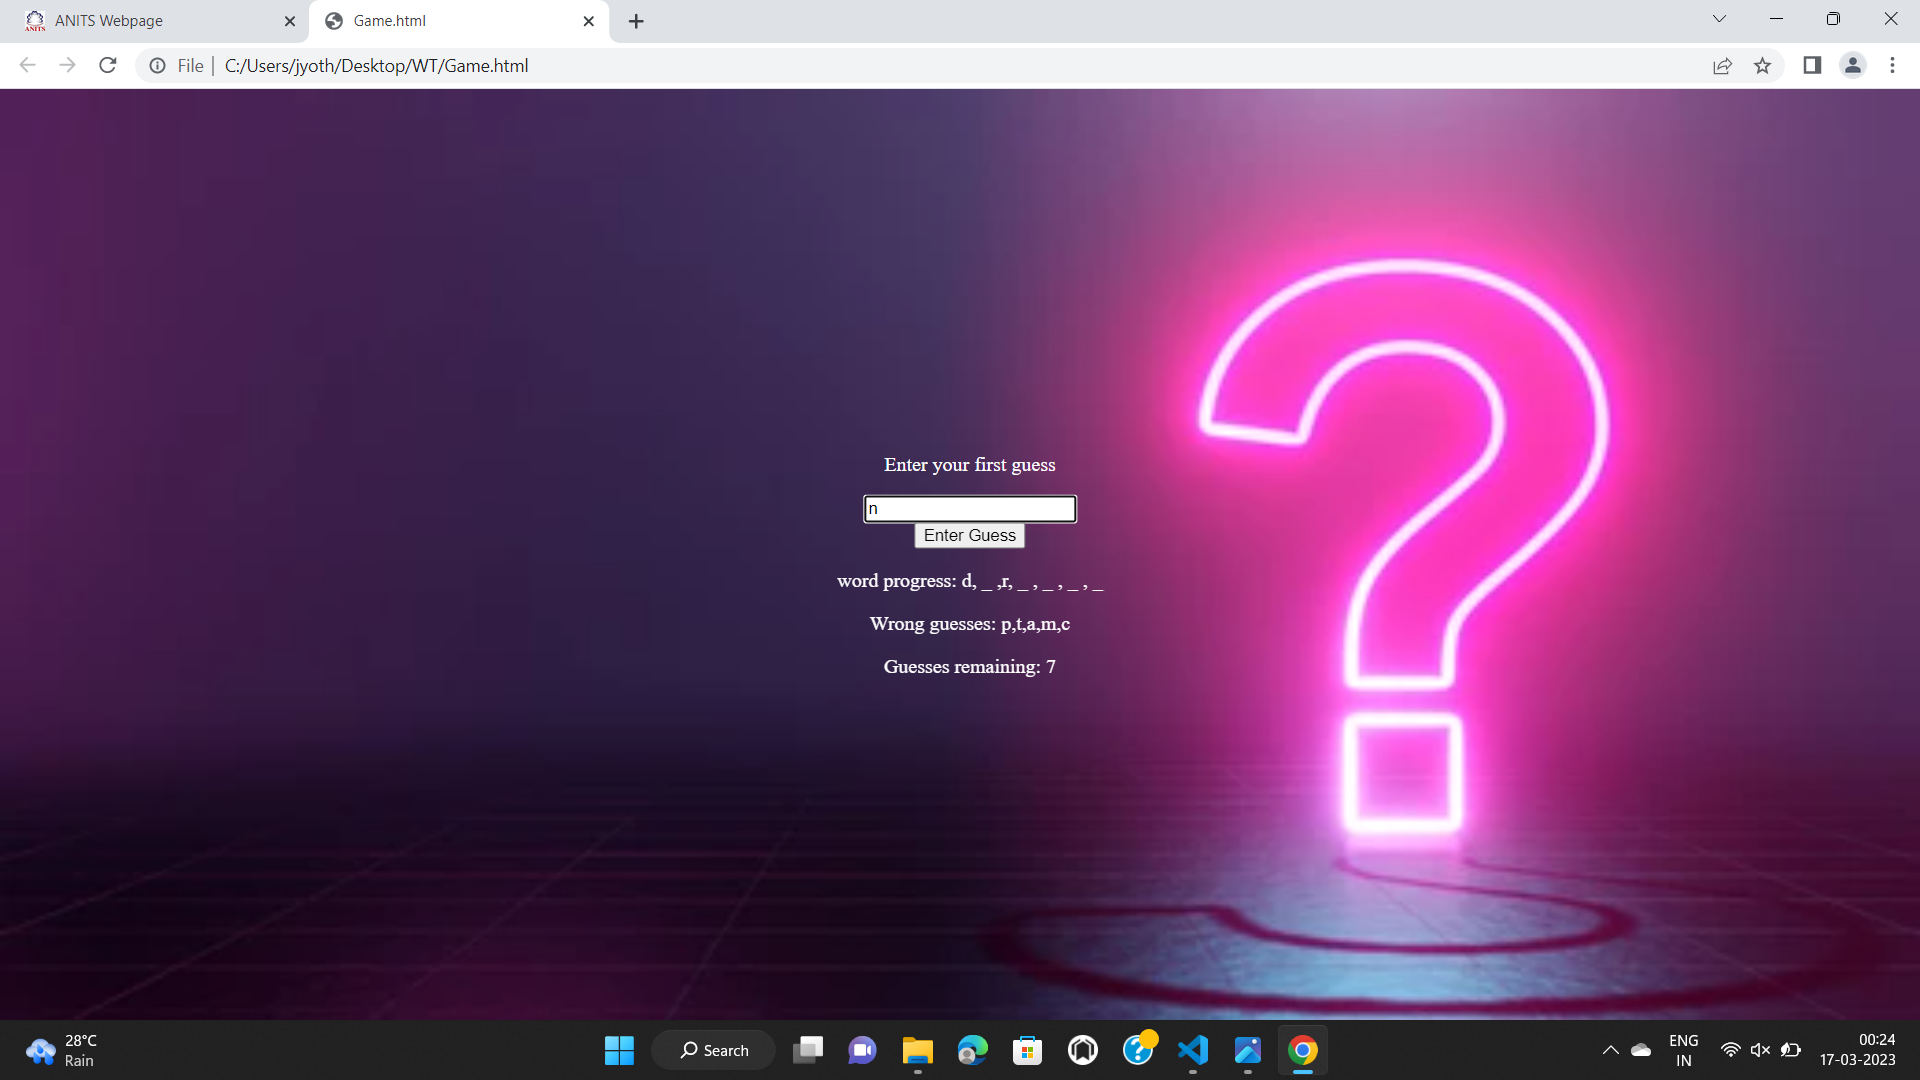 ANITS Webpage
Game.html
File
C:/Users/jyoth/Desktop/WT/Game.html
Enter your first guess
n
Enter Guess
word progress: d, _ ,r, _ , _ , _ , _
Wrong guesses: p,t,a,m,c
Guesses remaining: 7
28°C
Rain
Search
ENG
IN
00:24
17-03-2023